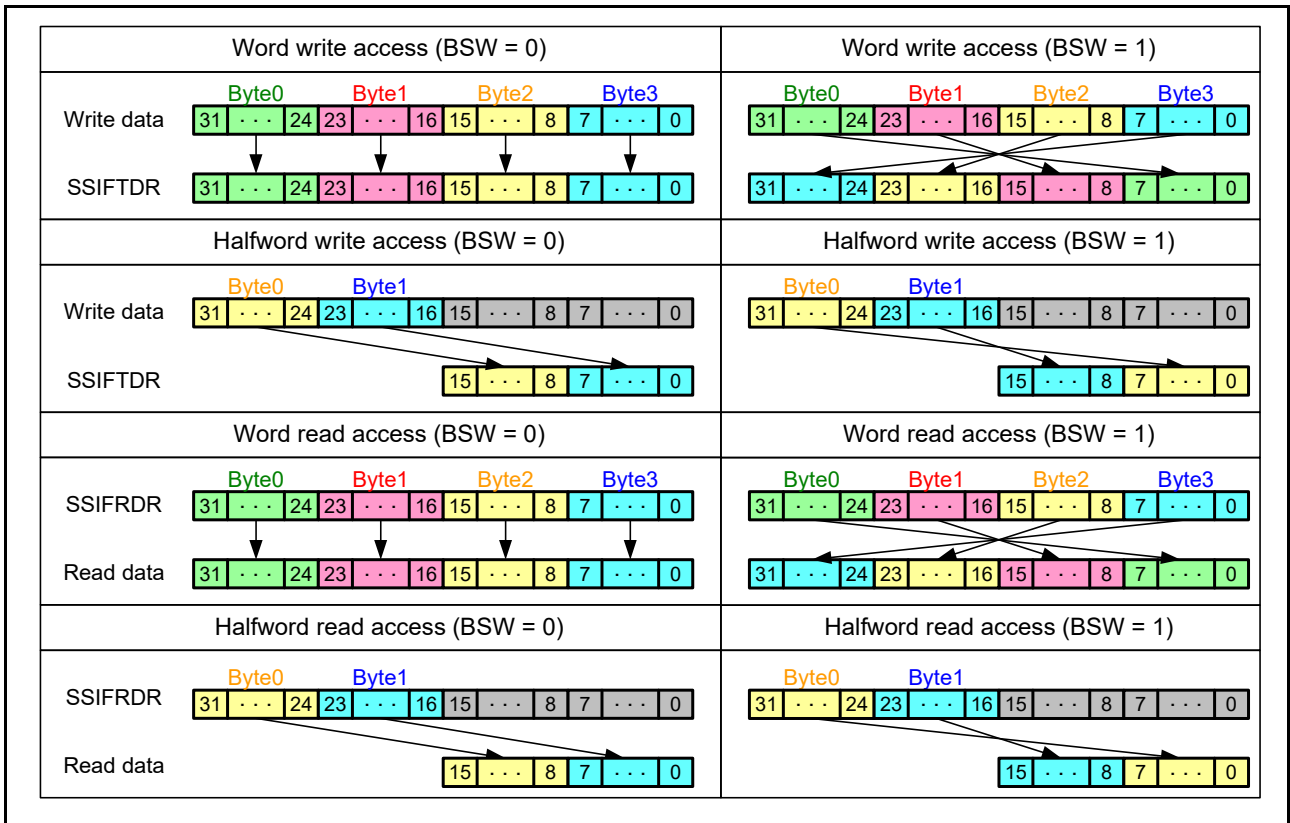 Word write access (BSW = 0) Word write access (BSW = 1)
Byte0 Byte1 Byte2 Byte3 Byte0 Byte1 Byte2 Byte3
Write data 31 ··· 24 23 ··· 16 15 ··· 8 7 ··· 0 31 ··· 24 23 ··· 16 15 ··· 8 7 ··· 0
SSIFTDR 31 ··· 24 23 ··· 16 15 ··· 8 7 ··· 0 31 ··· 24 23 ··· 16 15 ··· 8 7 ··· 0
Halfword write access (BSW = 0) Halfword write access (BSW = 1)
Byte0 Byte1 Byte0 Byte1
Write data 31 ··· 24 23 ··· 16 15 ··· 8 7 ··· 0 31 ··· 24 23 ··· 16 15 ··· 8 7 ··· 0
SSIFTDR 15 ··· 8 7 ··· 0 15 ··· 8 7 ··· 0
Word read access (BSW = 0) Word read access (BSW = 1)
Byte0 Byte1 Byte2 Byte3 Byte0 Byte1 Byte2 Byte3
SSIFRDR 31 ··· 24 23 ··· 16 15 ··· 8 7 ··· 0 31 ··· 24 23 ··· 16 15 ··· 8 7 ··· 0
Read data 31 ··· 24 23 ··· 16 15 ··· 8 7 ··· 0 31 ··· 24 23 ··· 16 15 ··· 8 7 ··· 0
Halfword read access (BSW = 0) Halfword read access (BSW = 1)
Byte0 Byte1 Byte0 Byte1
SSIFRDR 31 ··· 24 23 ··· 16 15 ··· 8 7 ··· 0 31 ··· 24 23 ··· 16 15 ··· 8 7 ··· 0
Read data 15 ··· 8 7 ··· 0 15 ··· 8 7 ··· 0